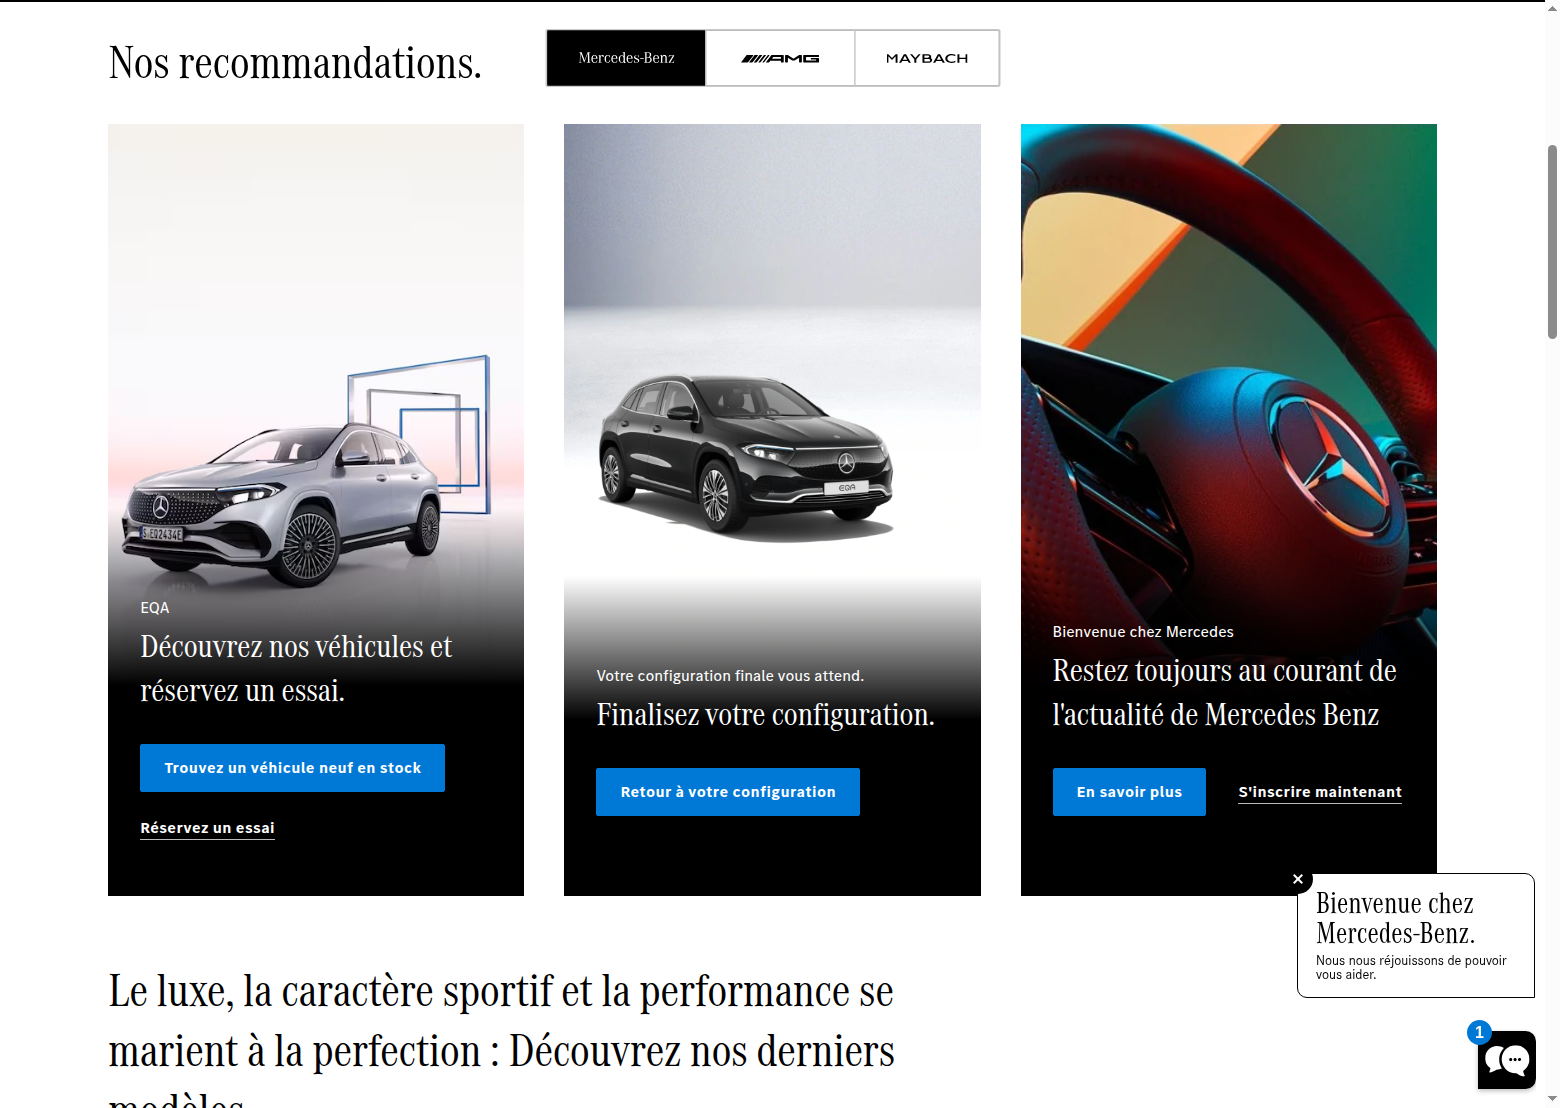 Nos recommandations.
Mercedes-Benz
AMG
MAYBACH
S.EQ2434E
EQA
Découvrez nos véhicules et
réservez un essai.
Trouvez un véhicule neuf en stock
Réservez un essai
EQA
Votre configuration finale vous attend.
Finalisez votre configuration.
Retour à votre configuration
Bienvenue chez Mercedes
Restez toujours au courant de
l'actualité de Mercedes Benz
En savoir plus
S'inscrire maintenant
Bienvenue chez
Mercedes-Benz.
Nous nous réjouissons de pouvoir
vous aider.
1
Le luxe, la caractère sportif et la performance se
marient à la perfection : Découvrez nos derniers
modèles